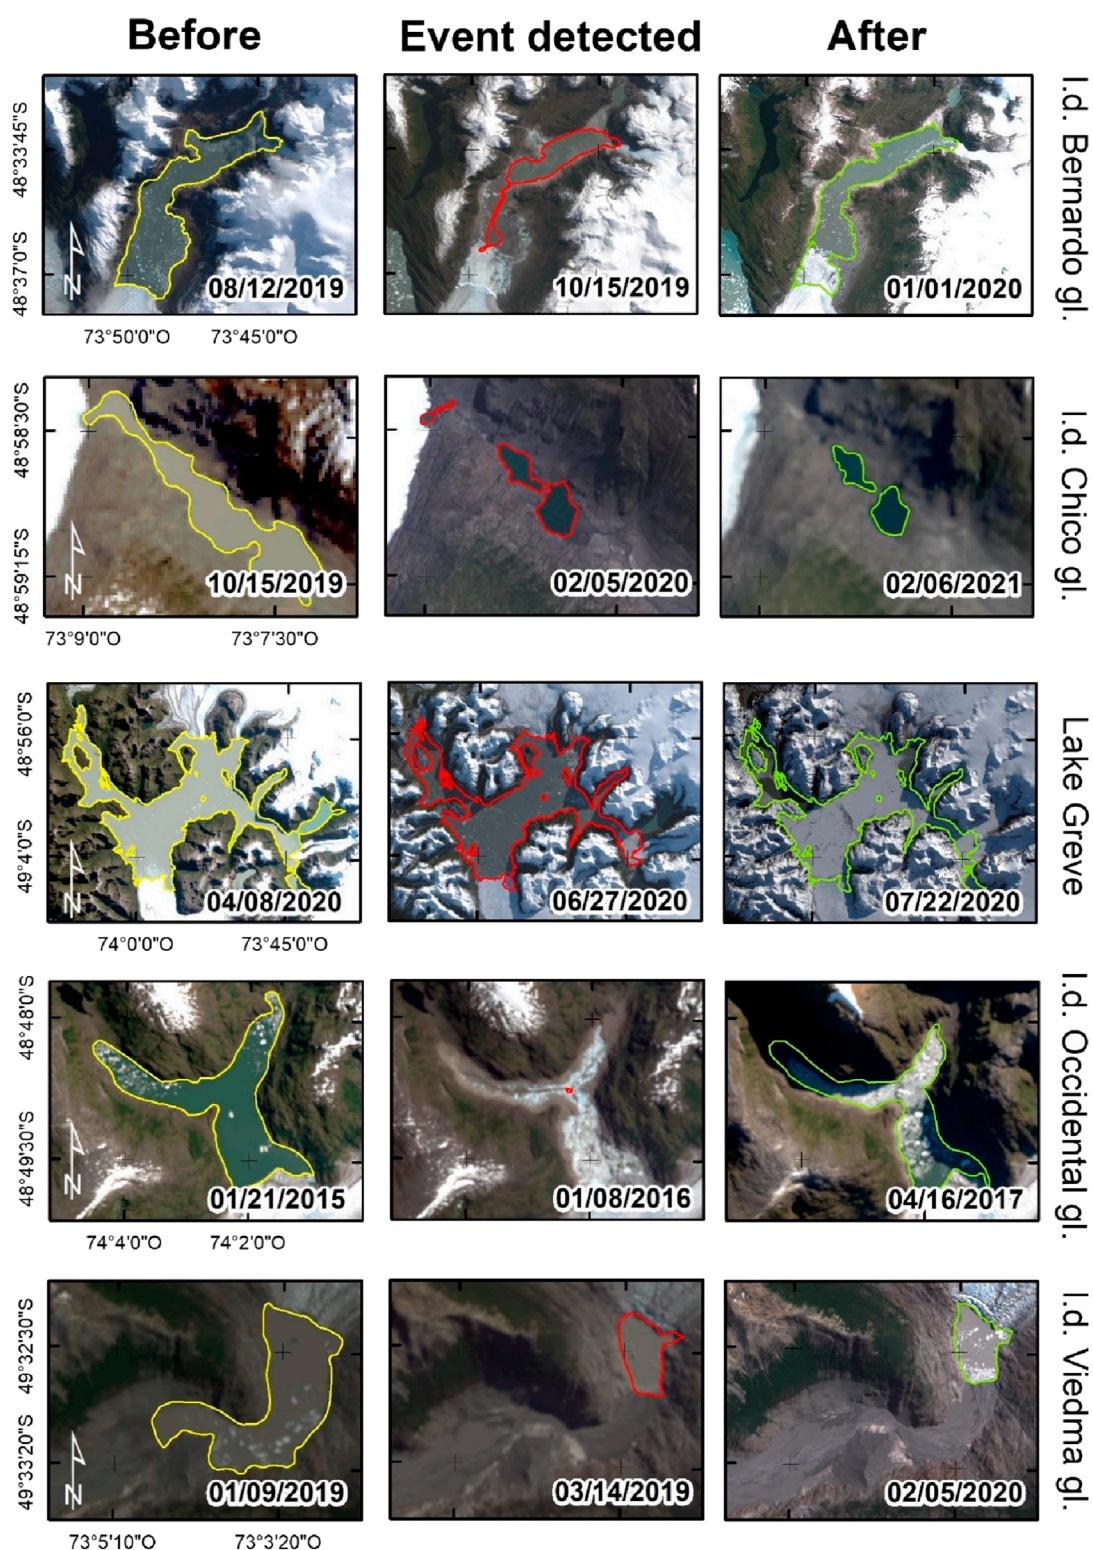 Before
Event detected
After
48°33'45"S
48°37'0"S
N
08/12/2019
10/15/2019
01/01/2020
I.d. Bernardo gl.
73°50'0"O
73°45'0"O
48°58'30"S
48°59'15"S
N
10/15/2019
02/05/2020
02/06/2021
I.d. Chico gl.
73°9'0"O
73°7'30"O
48°56'0"S
49°4'0"S
N
04/08/2020
06/27/2020
07/22/2020
Lake Greve
74°0'0"O
73°45'0"O
48°48'0"S
48°49'30"S
N
01/21/2015
01/08/2016
04/16/2017
I.d. Occidental gl.
74°4'0"O
74°2'0"O
49°32'30"S
49°33'20"S
N
01/09/2019
03/14/2019
02/05/2020
I.d. Viedma gl.
73°5'10"O
73°3'20"O